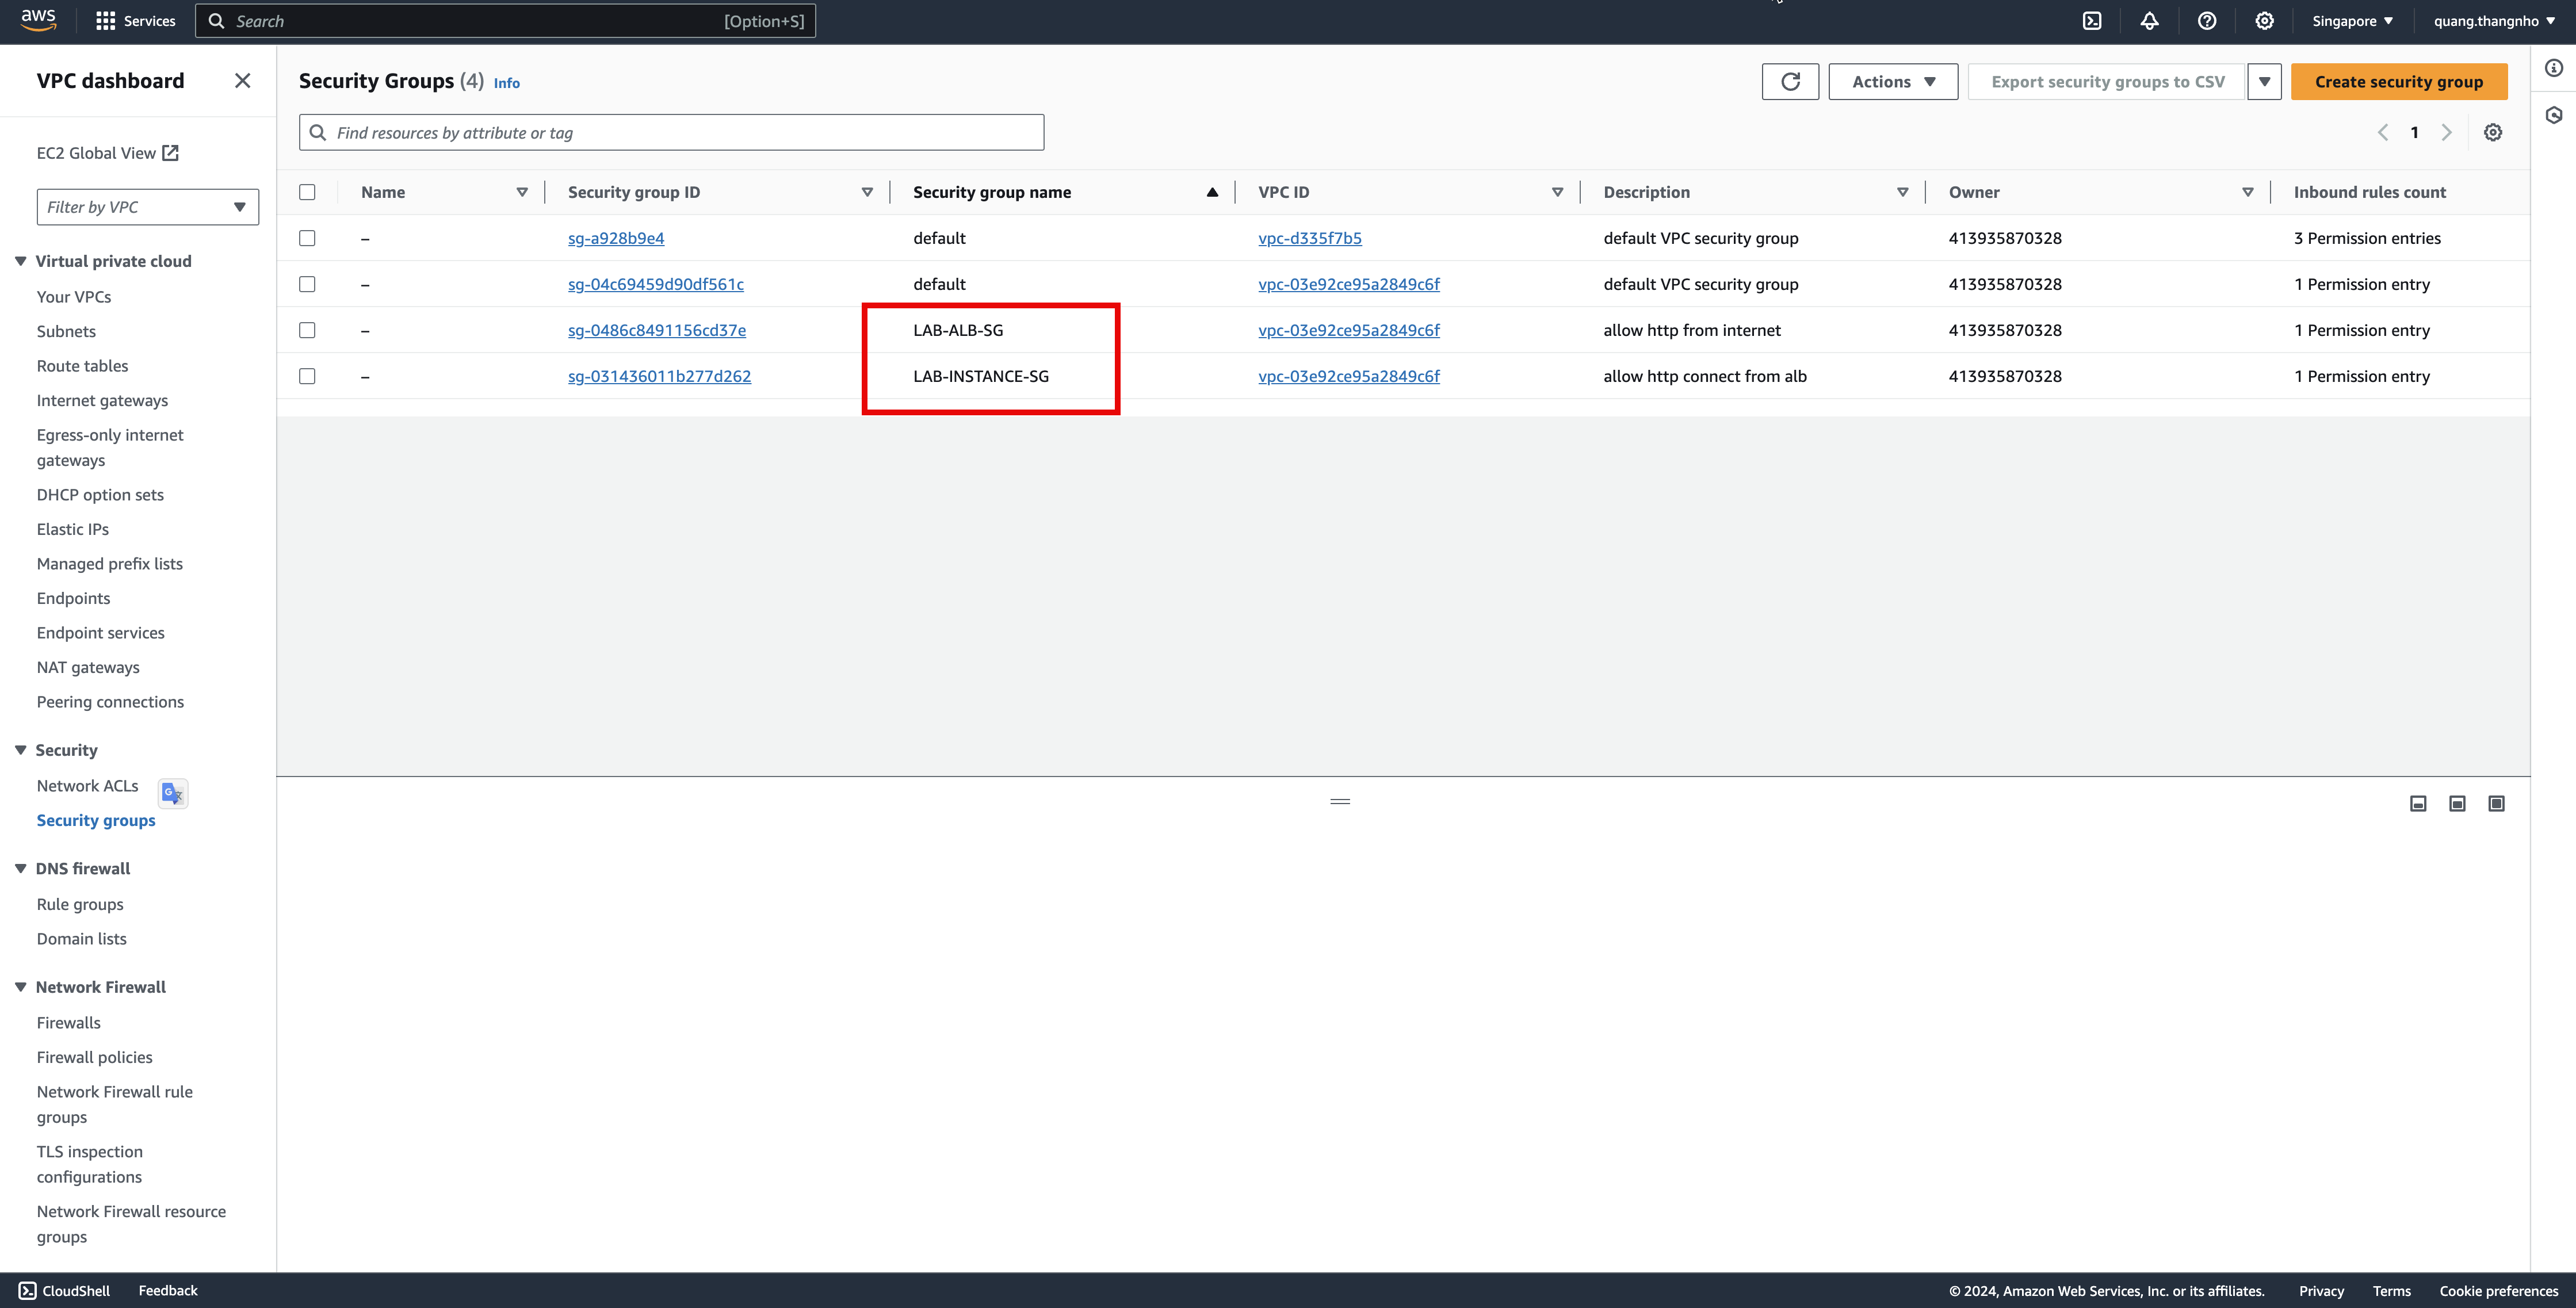 aws
Services
Search
[Option+S]
Singapore
quang.thangnho
VPC dashboard
EC2 Global View
Filter by VPC
Virtual private cloud
Your VPCs
Subnets
Route tables
Internet gateways
Egress-only internet
gateways
DHCP option sets
Elastic IPs
Managed prefix lists
Endpoints
Endpoint services
NAT gateways
Peering connections
Security
Network ACLs
Security groups
DNS firewall
Rule groups
Domain lists
Network Firewall
Firewalls
Firewall policies
Network Firewall rule
groups
TLS inspection
configurations
Network Firewall resource
groups
Security Groups (4) Info
Actions
Export security groups to CSV
Create security group
Find resources by attribute or tag
1
Name Security group ID Security group name VPC ID Description Owner Inbound rules count
– sg-a928b9e4 default vpc-d335f7b5 default VPC security group 413935870328 3 Permission entries
– sg-04c69459d90df561c default vpc-03e92ce95a2849c6f default VPC security group 413935870328 1 Permission entry
– sg-0486c8491156cd37e LAB-ALB-SG vpc-03e92ce95a2849c6f allow http from internet 413935870328 1 Permission entry
– sg-031436011b277d262 LAB-INSTANCE-SG vpc-03e92ce95a2849c6f allow http connect from alb 413935870328 1 Permission entry
CloudShell
Feedback
© 2024, Amazon Web Services, Inc. or its affiliates.
Privacy
Terms
Cookie preferences